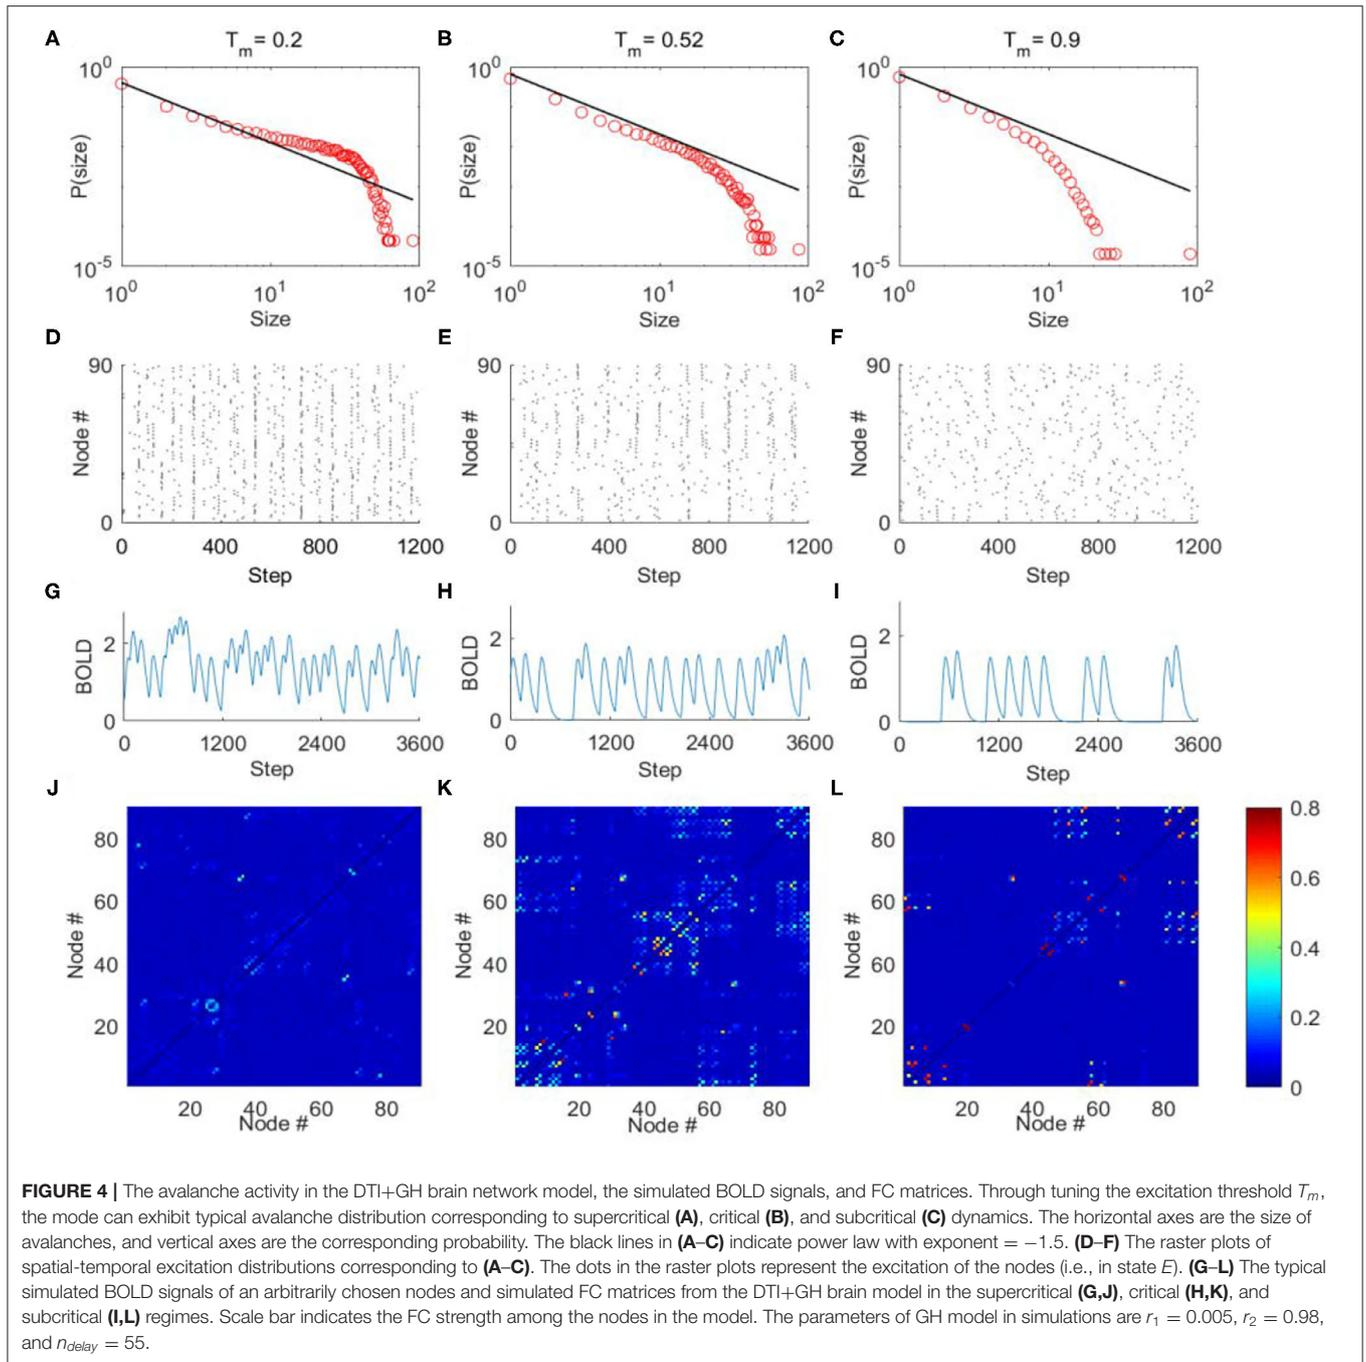 A
T_m = 0.2
B
T_m = 0.52
C
T_m = 0.9
10^0
P(size)
10^-5
10^0
10^1
10^2
Size
10^0
P(size)
10^-5
10^0
10^1
10^2
Size
10^0
P(size)
10^-5
10^0
10^1
10^2
Size
D
90
Node #
0
0
400
800
1200
Step
E
90
Node #
0
0
400
800
1200
Step
F
90
Node #
0
0
400
800
1200
Step
G
2
BOLD
0
0
1200
2400
3600
Step
H
2
BOLD
0
0
1200
2400
3600
Step
I
2
BOLD
0
0
1200
2400
3600
Step
J
80
60
Node #
40
20
20
40
60
80
Node #
K
80
60
Node #
40
20
20
40
60
80
Node #
L
80
60
Node #
60
20
20
40
60
80
Node #
0.8
0.6
0.4
0.2
0
FIGURE 4 | The avalanche activity in the DTI+GH brain network model, the simulated BOLD signals, and FC matrices. Through tuning the excitation threshold T_m,
the mode can exhibit typical avalanche distribution corresponding to supercritical (A), critical (B), and subcritical (C) dynamics. The horizontal axes are the size of
avalanches, and vertical axes are the corresponding probability. The black lines in (A–C) indicate power law with exponent = −1.5. (D–F) The raster plots of
spatial-temporal excitation distributions corresponding to (A–C). The dots in the raster plots represent the excitation of the nodes (i.e., in state E). (G–L) The typical
simulated BOLD signals of an arbitrarily chosen nodes and simulated FC matrices from the DTI+GH brain model in the supercritical (G,J), critical (H,K), and
subcritical (I,L) regimes. Scale bar indicates the FC strength among the nodes in the model. The parameters of GH model in simulations are r_1 = 0.005, r_2 = 0.98,
and n_delay = 55.